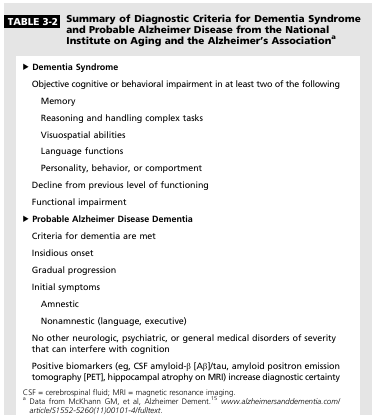 TABLE 3-2 Summary of Diagnostic Criteria for Dementia Syndrome
and Probable Alzheimer Disease from the National
Institute on Aging and the Alzheimer's Association^a
▶ Dementia Syndrome
Objective cognitive or behavioral impairment in at least two of the following
Memory
Reasoning and handling complex tasks
Visuospatial abilities
Language functions
Personality, behavior, or comportment
Decline from previous level of functioning
Functional impairment
▶ Probable Alzheimer Disease Dementia
Criteria for dementia are met
Insidious onset
Gradual progression
Initial symptoms
Amnestic
Nonamnestic (language, executive)
No other neurologic, psychiatric, or general medical disorders of severity
that can interfere with cognition
Positive biomarkers (eg, CSF amyloid-β [Aβ]/tau, amyloid positron emission
tomography [PET], hippocampal atrophy on MRI) increase diagnostic certainty
CSF = cerebrospinal fluid; MRI = magnetic resonance imaging.
^a Data from McKhann GM, et al, Alzheimer Dement.^15 www.alzheimersanddementia.com/
article/S1552-5260(11)00101-4/fulltext.